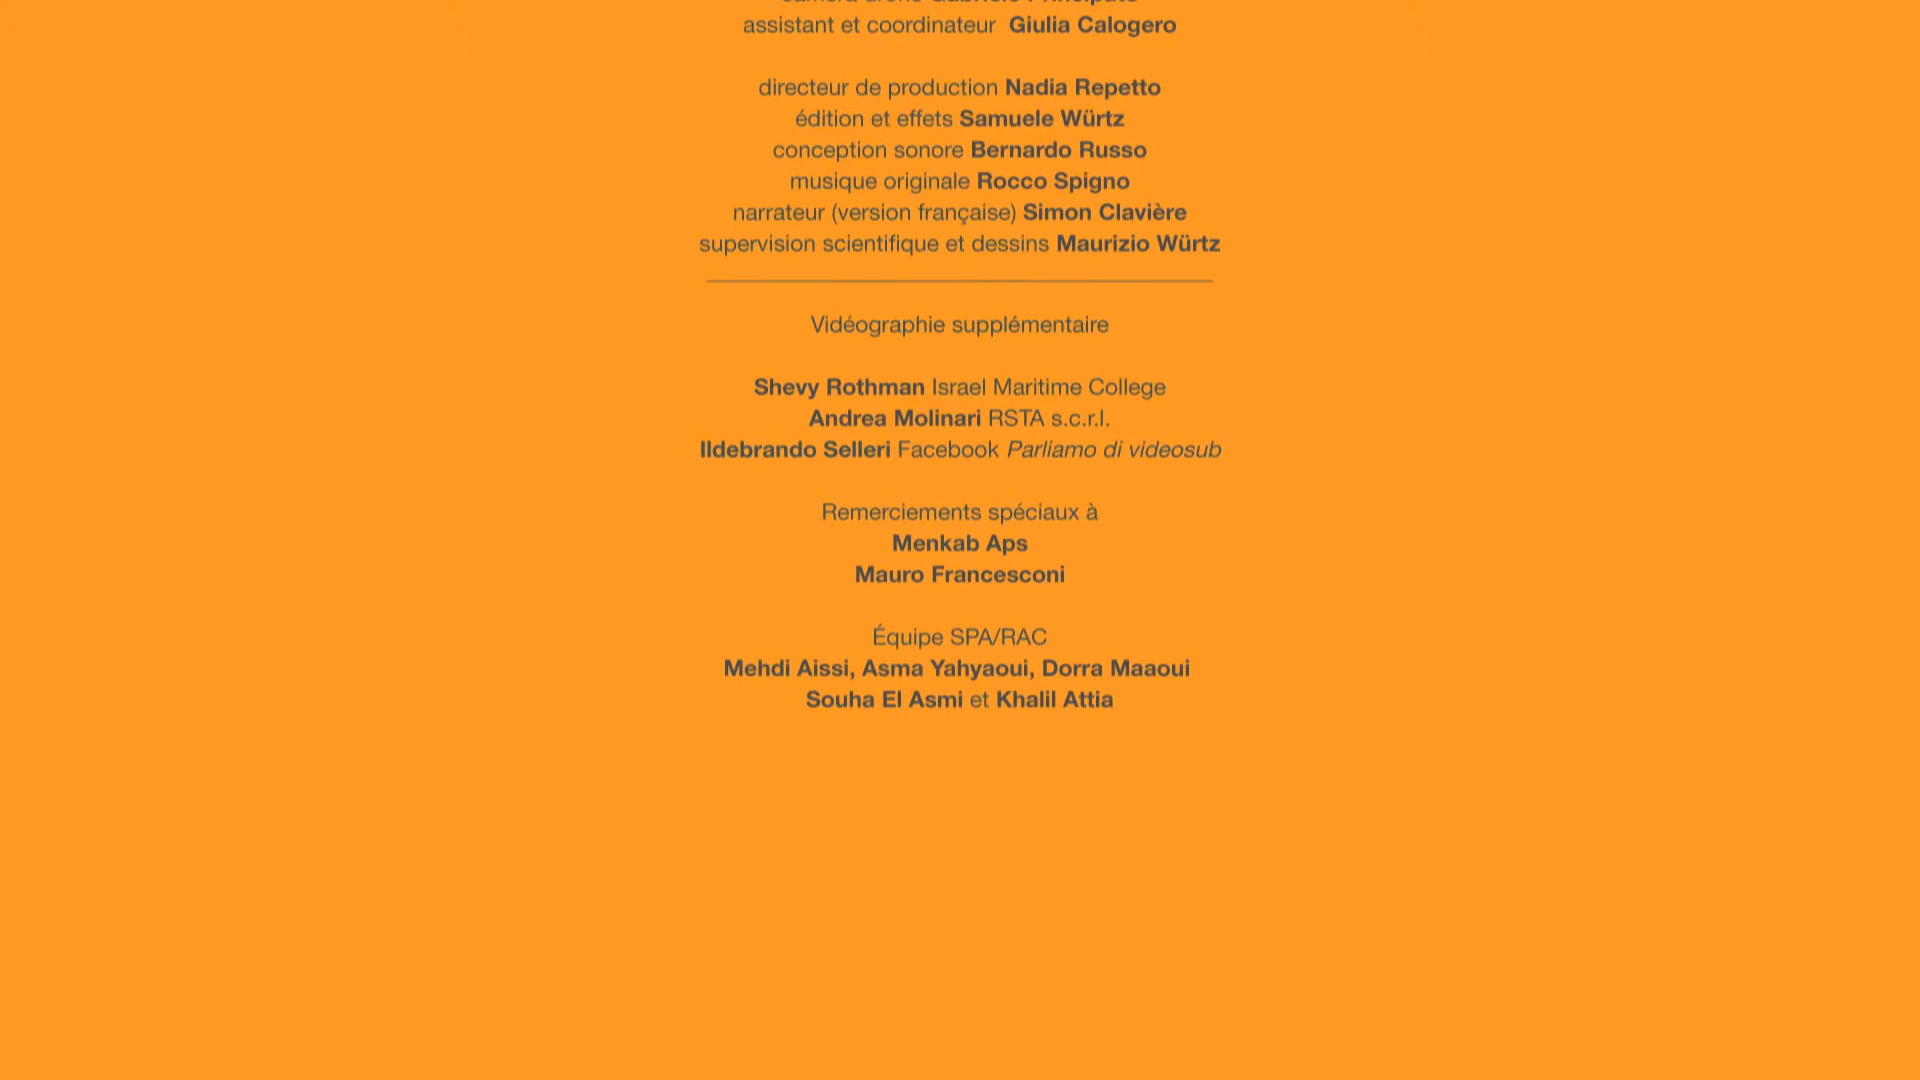 assistant et coordinateur Giulia Calogero
directeur de production Nadia Repetto
édition et effets Samuele Würtz
conception sonore Bernardo Russo
musique originale Rocco Spigno
narrateur (version française) Simon Clavière
supervision scientifique et dessins Maurizio Würtz
Vidéographie supplémentaire
Shevy Rothman Israel Maritime College
Andrea Molinari RSTA s.c.r.l.
Ildebrando Selleri Facebook Parliamo di videosub
Remerciements spéciaux à
Menkab Aps
Mauro Francesconi
Équipe SPA/RAC
Mehdi Aissi, Asma Yahyaoui, Dorra Maaoui
Souha El Asmi et Khalil Attia